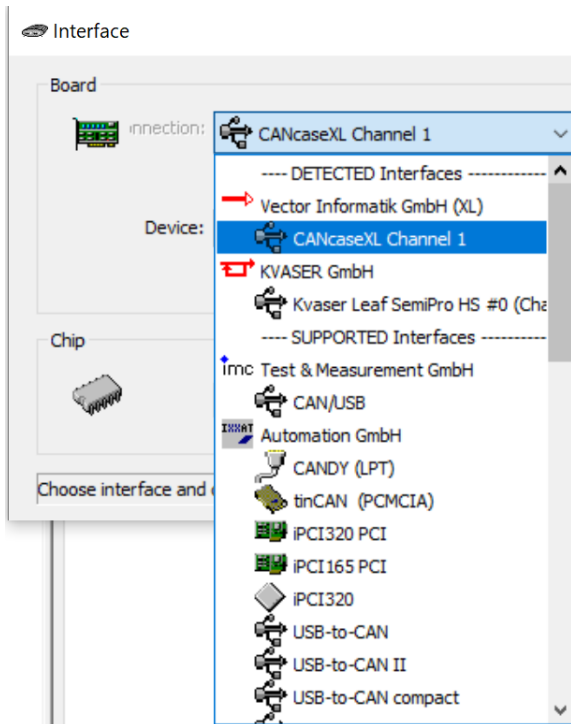 Interface
Board
nnection:
CANcaseXL Channel 1
---- DETECTED Interfaces -----------
Vector Informatik GmbH (XL)
Device:
CANcaseXL Channel 1
KVASER GmbH
Kvaser Leaf SemiPro HS #0 (Cha
Chip
---- SUPPORTED Interfaces ----------
imc Test & Measurement GmbH
CAN/USB
IXXAT Automation GmbH
CANDY (LPT)
Choose interface and
tinCAN (PCMCIA)
iPCI320 PCI
iPCI165 PCI
iPCI320
USB-to-CAN
USB-to-CAN II
USB-to-CAN compact